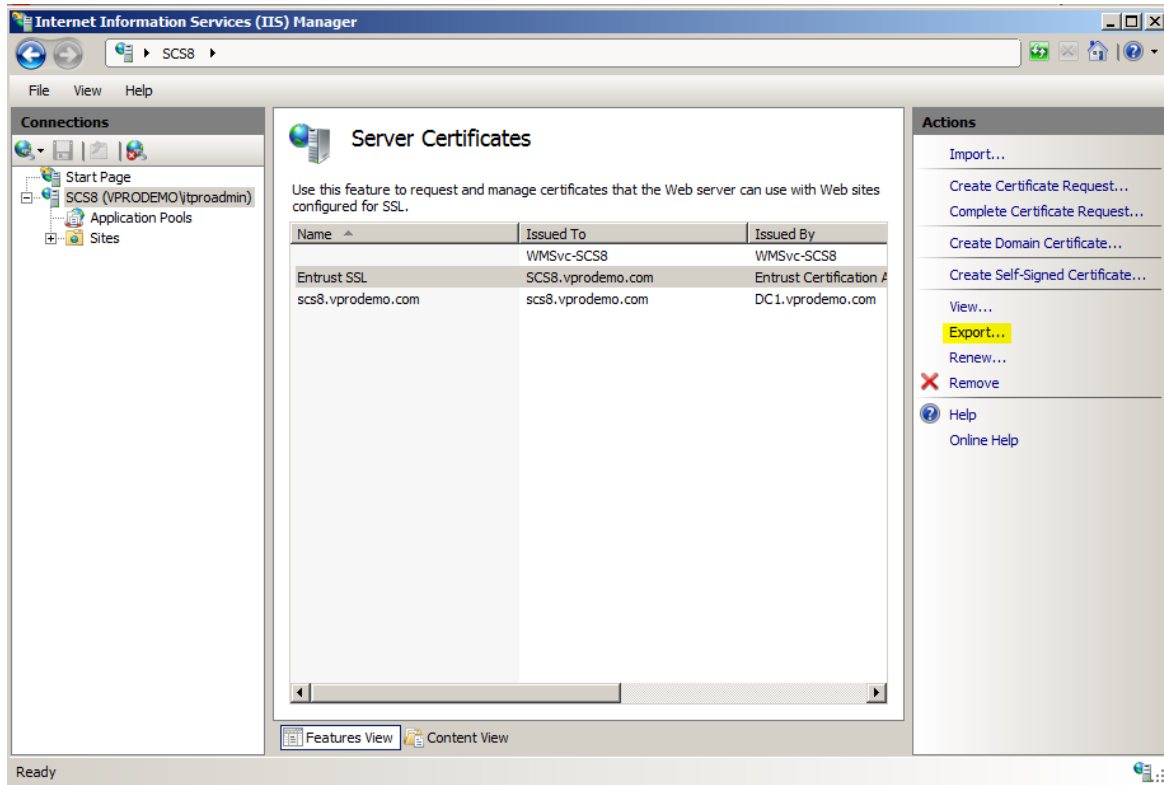 Internet Information Services (IIS) Manager
SCS8
File View Help
Connections
Start Page
SCS8 (VPRODEMO\itproadmin)
Application Pools
Sites
Server Certificates
Use this feature to request and manage certificates that the Web server can use with Web sites
configured for SSL.
Name Issued To Issued By
WMSvc-SCS8 WMSvc-SCS8
Entrust SSL SCS8.vprodemo.com Entrust Certification A
scs8.vprodemo.com scs8.vprodemo.com DC1.vprodemo.com
Features View Content View
Actions
Import...
Create Certificate Request...
Complete Certificate Request...
Create Domain Certificate...
Create Self-Signed Certificate...
View...
Export...
Renew...
Remove
Help
Online Help
Ready